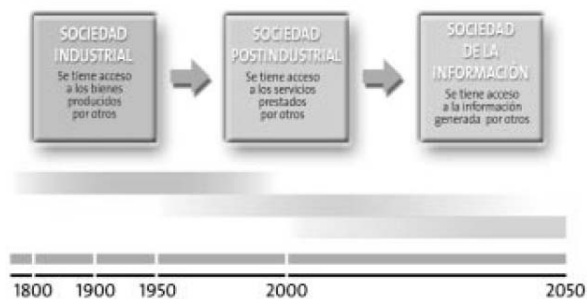 SOCIEDAD
INDUSTRIAL
Se tiene acceso
a los bienes
producidos
por otros
SOCIEDAD
POSTINDUSTRIAL
Se tiene acceso
a los servicios
prestados
por otros
SOCIEDAD
DE LA
INFORMACIÓN
Se tiene acceso
a la información
generada por otros
1800 1900 1950 2000 2050